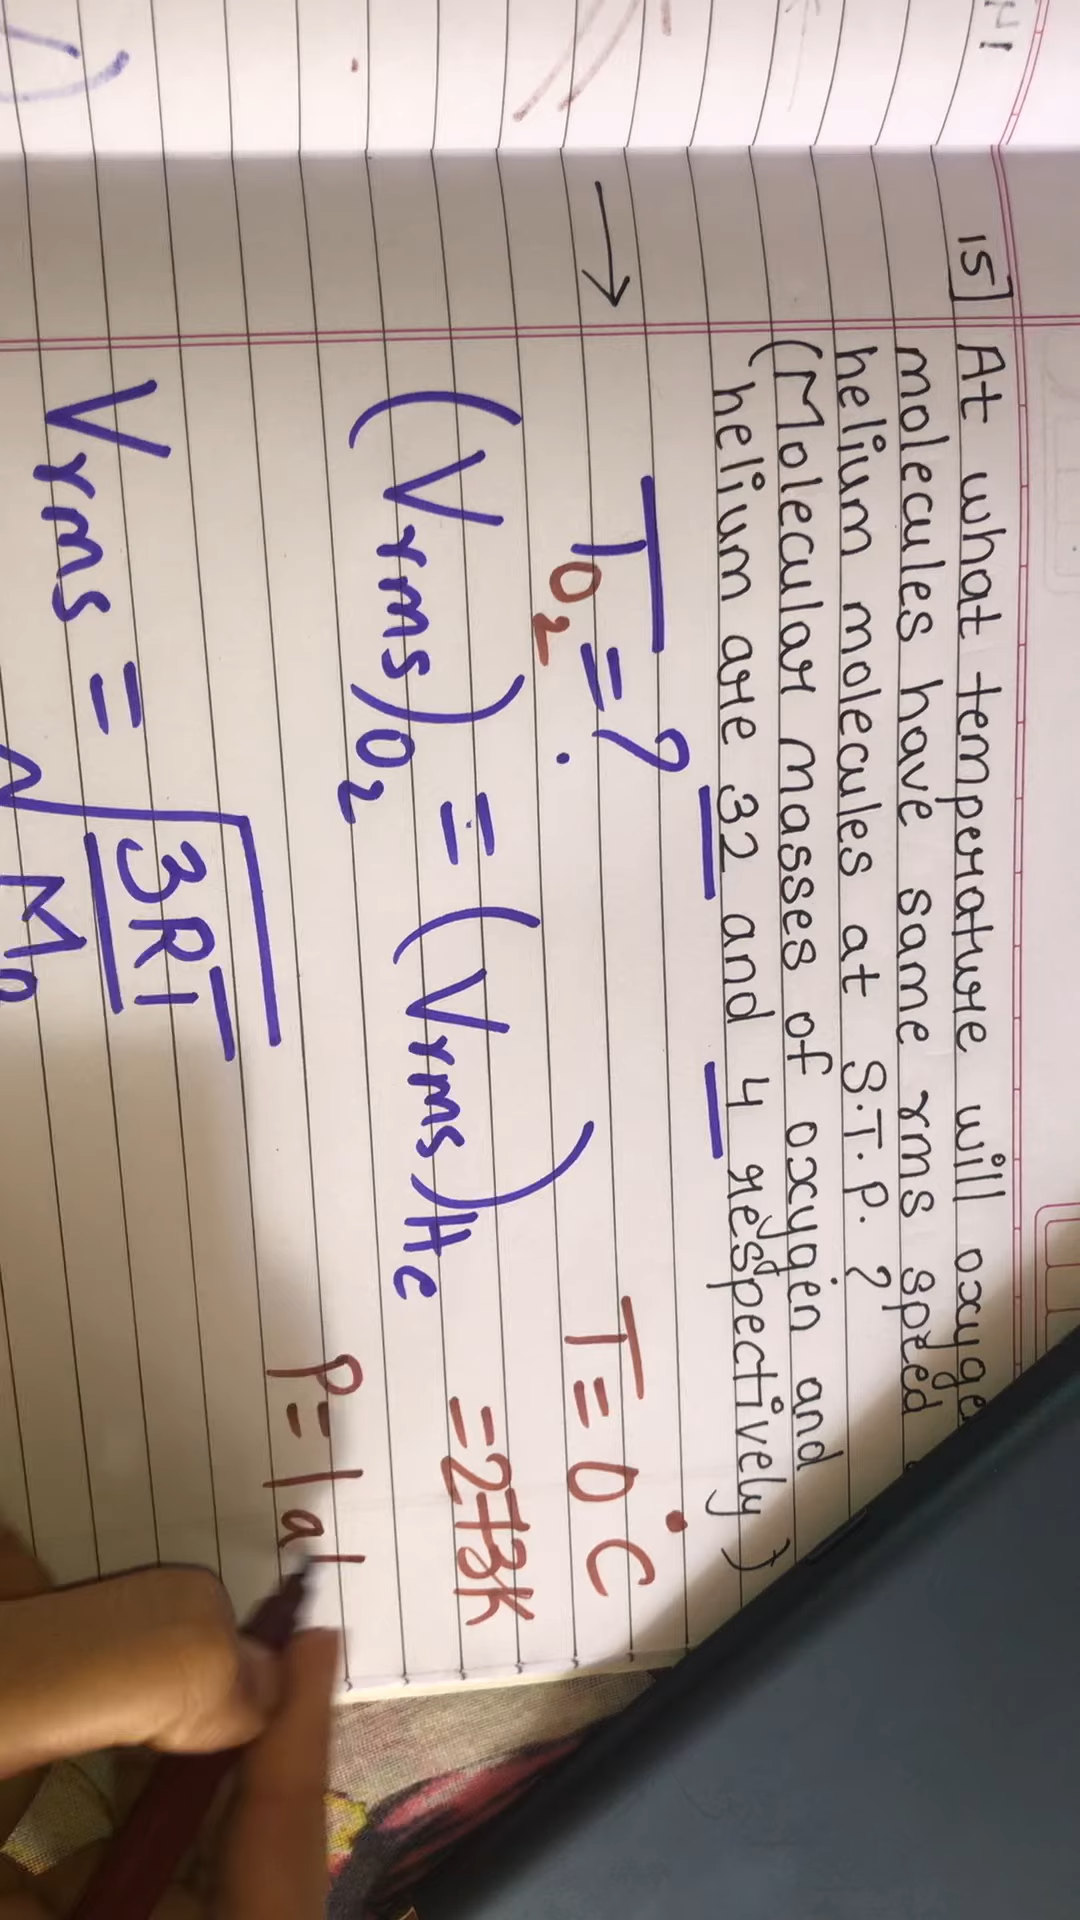 15] At what temperature will oxyge
molecules have same rms speed
helium molecules at S.T.P.?
(Molecular masses of oxygen and
helium are 32 and 4 respectively)
→ TO2 = ? T = 0°C
(Vrms)O2 = (Vrms)He = 273K
P = 1 at
Vrms = √3RT
M0